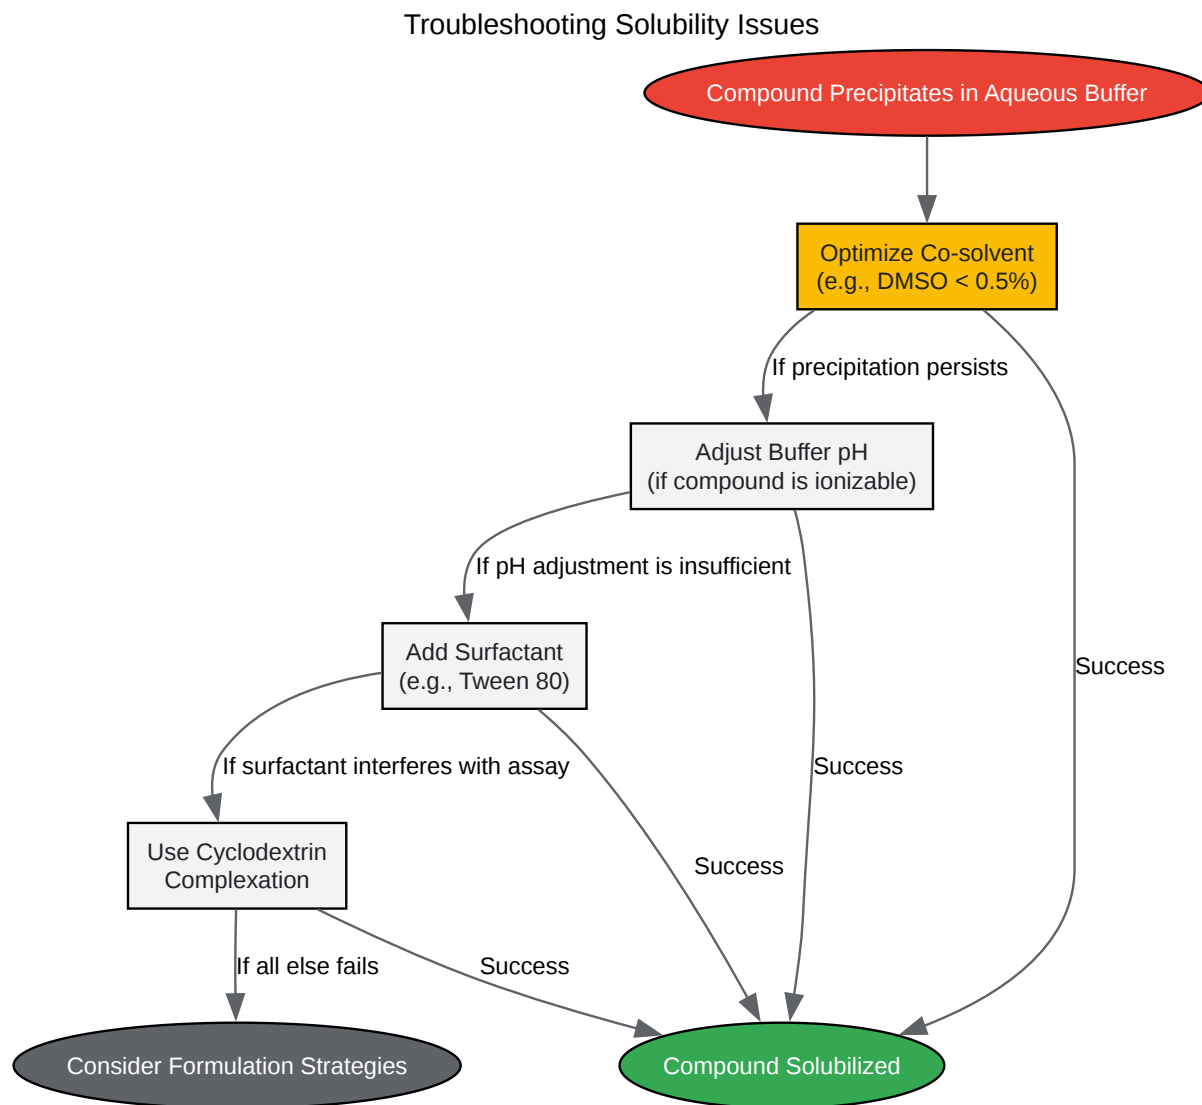 Troubleshooting Solubility Issues
Compound Precipitates in Aqueous Buffer
Optimize Co-solvent
(e.g., DMSO < 0.5%)
If precipitation persists
Adjust Buffer pH
(if compound is ionizable)
If pH adjustment is insufficient
Add Surfactant
(e.g., Tween 80)
Success
If surfactant interferes with assay
Success
Use Cyclodextrin
Complexation
Success
If all else fails
Success
Consider Formulation Strategies
Compound Solubilized